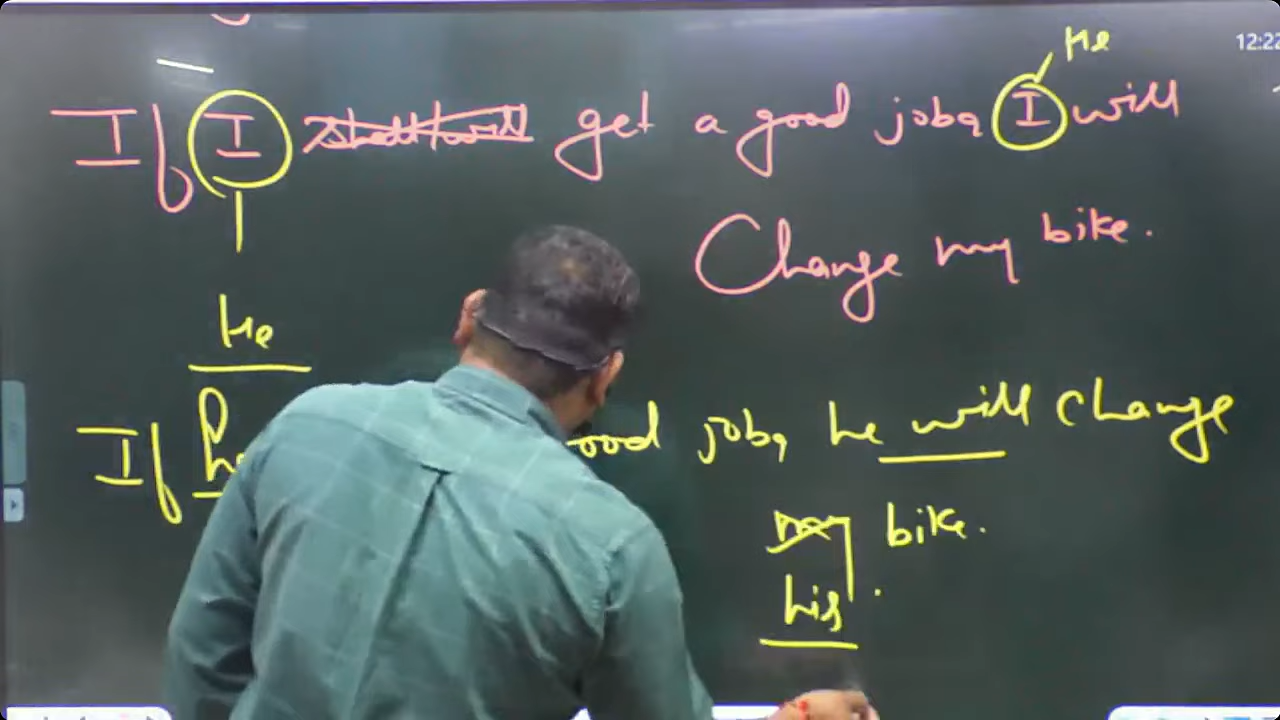 He
12:22
If I shall/will get a good job, I will
Change my bike.
He
If he ood job, he will change
my bike.
his